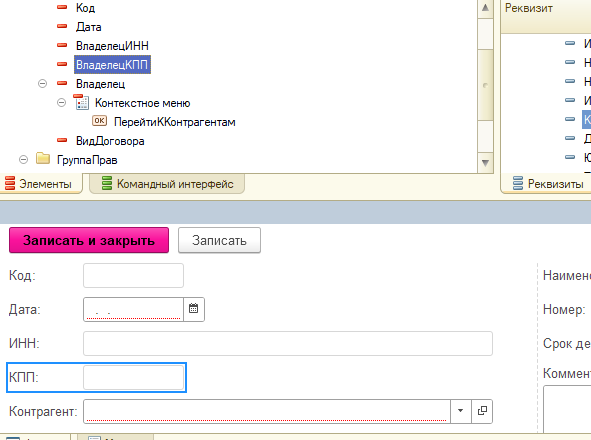 Код
Дата
ВладелецИНН
ВладелецКПП
Владелец
Контекстное меню
OK ПерейтиККонтрагентам
ВидДоговора
ГруппаПрав
Элементы
Командный интерфейс
Реквизит
И
Н
Н
И
К
Д
Ю
Реквизиты
Записать и закрыть
Записать
Код:
Дата:
. .
ИНН:
КПП:
Контрагент:
Наимено
Номер:
Срок де
Коммент